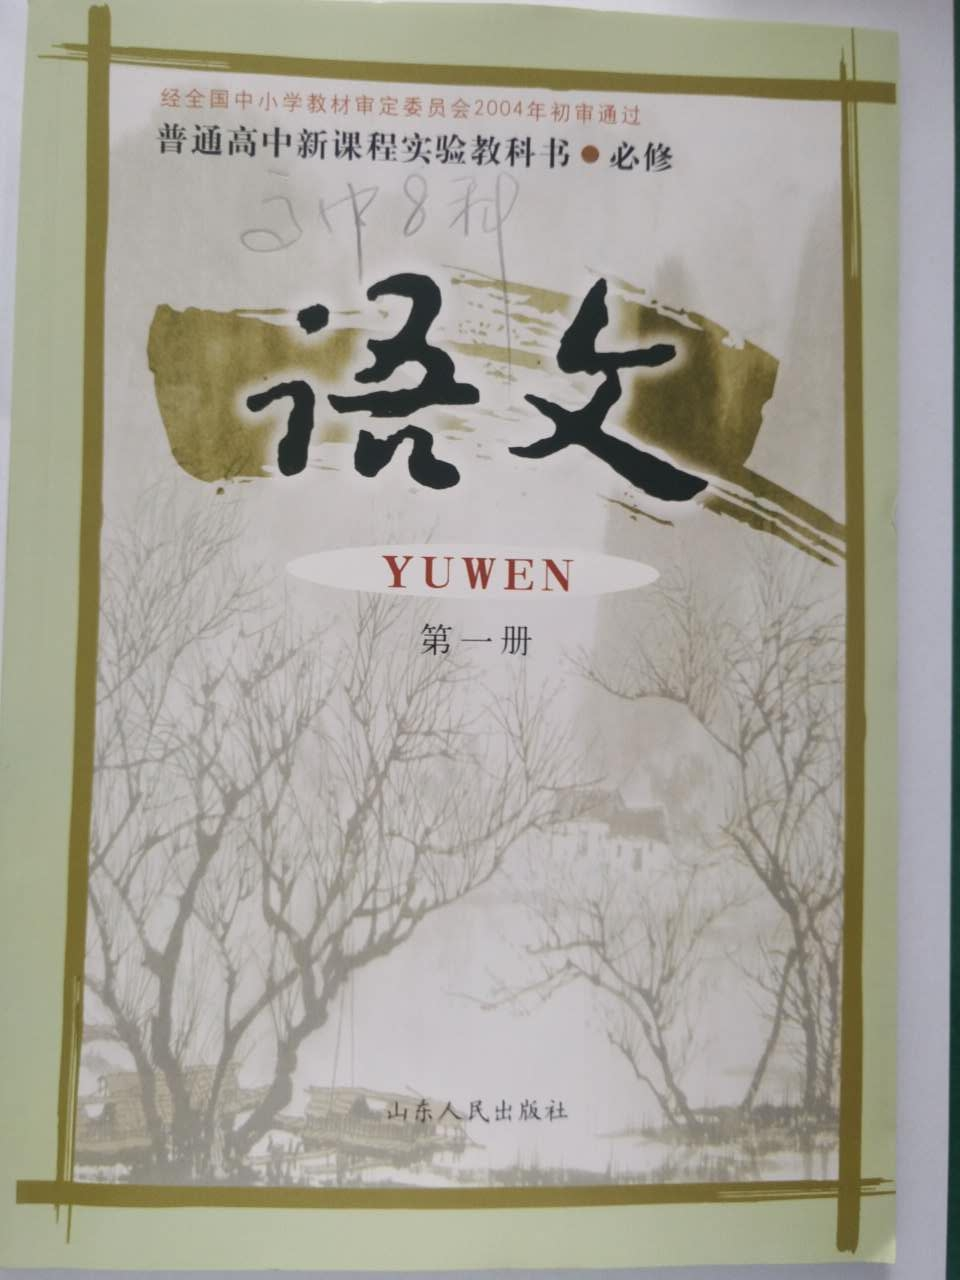 经全国中小学教材审定委员会2004年初审通过
普通高中新课程实验教科书●必修
语文
YUWEN
第一册
山东人民出版社